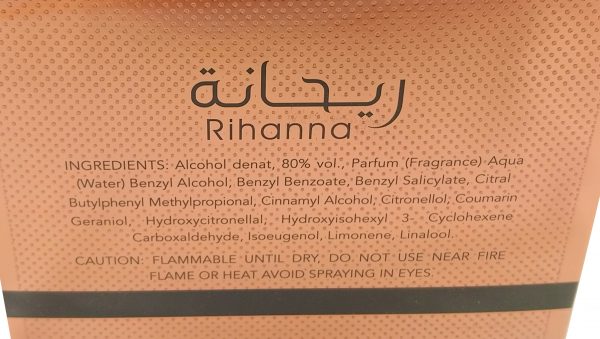 ريحانة
Rihanna
INGREDIENTS: Alcohol denat, 80% vol., Parfum (Fragrance) Aqua
(Water) Benzyl Alcohol, Benzyl Benzoate, Benzyl Salicylate, Citral
Butylphenyl Methylpropional, Cinnamyl Alcohol, Citronellol, Coumarin
Geraniol, Hydroxycitronellal, Hydroxyisohexyl 3- Cyclohexene
Carboxaldehyde, Isoeugenol, Limonene, Linalool.
CAUTION: FLAMMABLE UNTIL DRY, DO NOT USE NEAR FIRE
FLAME OR HEAT AVOID SPRAYING IN EYES.